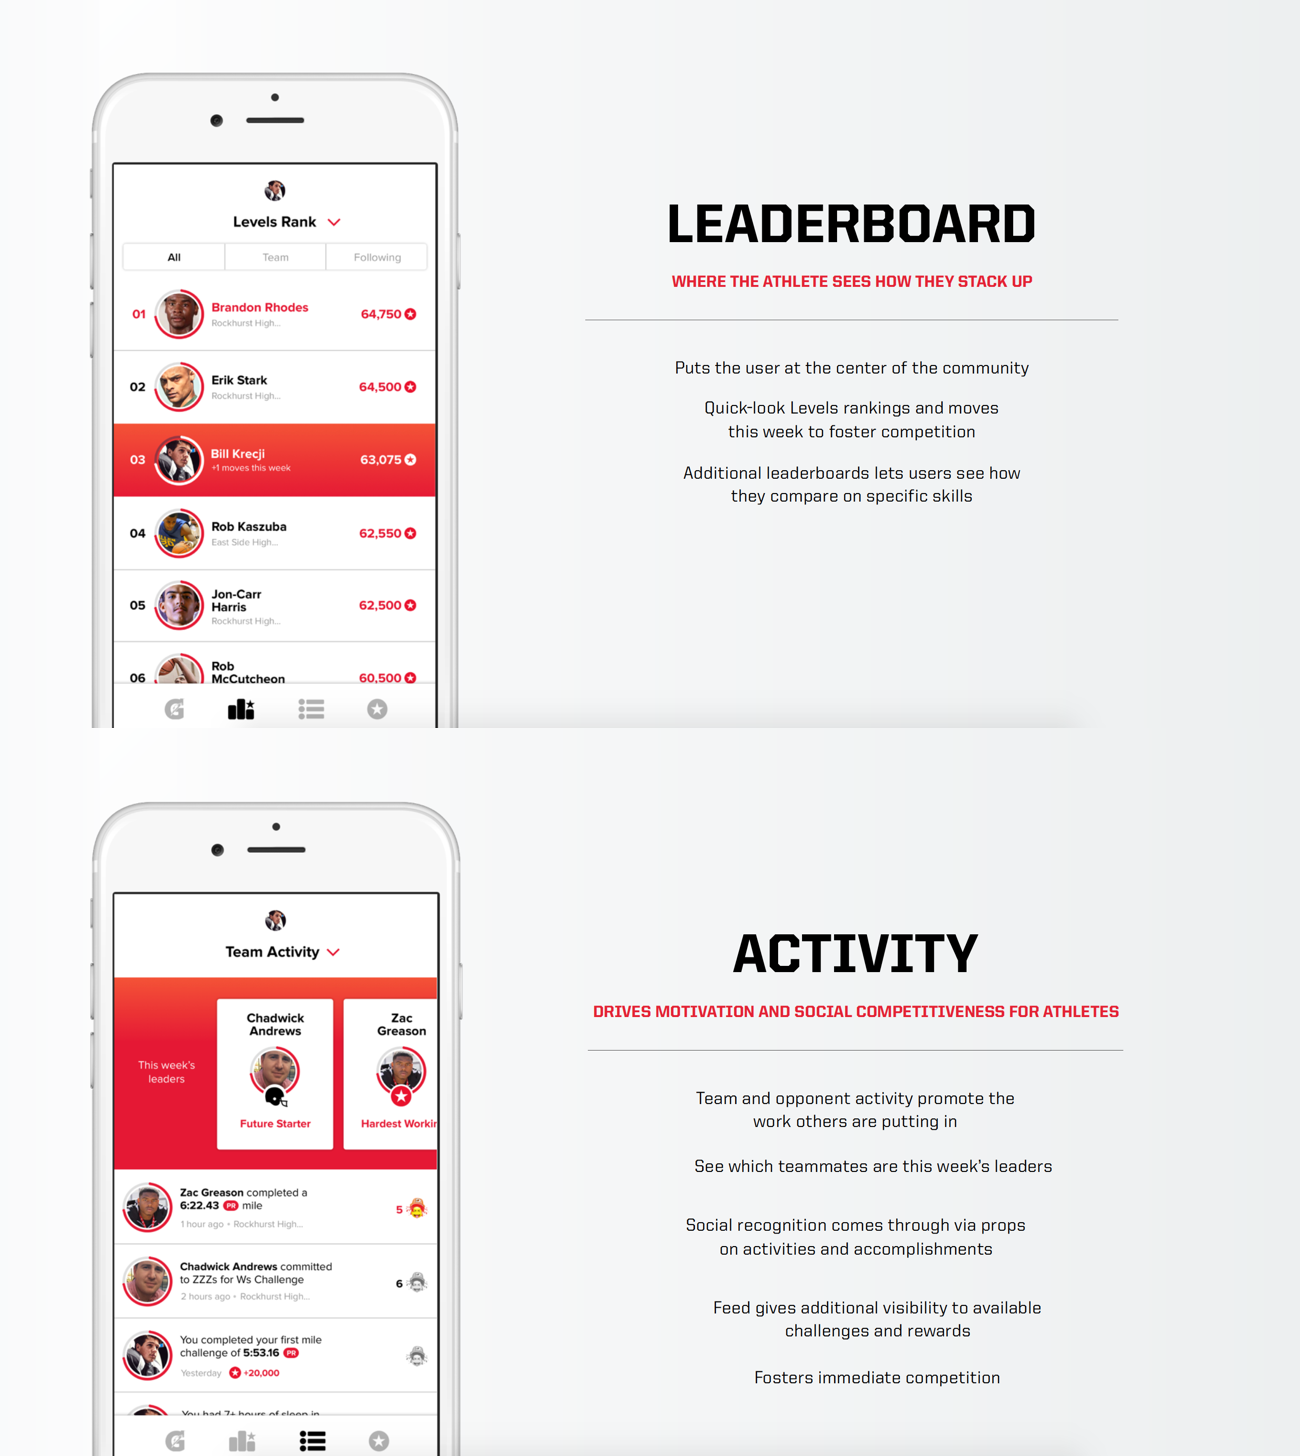 Levels Rank
All
Team
Following
01
Brandon Rhodes
Rockhurst High...
64,750
02
Erik Stark
Rockhurst High...
64,500
03
Bill Krecji
+1 moves this week
63,075
04
Rob Kaszuba
East Side High...
62,550
05
Jon-Carr
Harris
Rockhurst High...
62,500
06
Rob
McCutcheon
60,500
LEADERBOARD
WHERE THE ATHLETE SEES HOW THEY STACK UP
Puts the user at the center of the community
Quick-look Levels rankings and moves
this week to foster competition
Additional leaderboards lets users see how
they compare on specific skills
Team Activity
This week's
leaders
Chadwick
Andrews
Future Starter
Zac
Greason
Hardest Workin
Zac Greason completed a
6:22.43 PR mile
1 hour ago • Rockhurst High...
5
Chadwick Andrews committed
to ZZZs for Ws Challenge
2 hours ago • Rockhurst High...
6
You completed your first mile
challenge of 5:53.16 PR
Yesterday +20,000
You had 7+ hours of sleep in
ACTIVITY
DRIVES MOTIVATION AND SOCIAL COMPETITIVENESS FOR ATHLETES
Team and opponent activity promote the
work others are putting in
See which teammates are this week's leaders
Social recognition comes through via props
on activities and accomplishments
Feed gives additional visibility to available
challenges and rewards
Fosters immediate competition